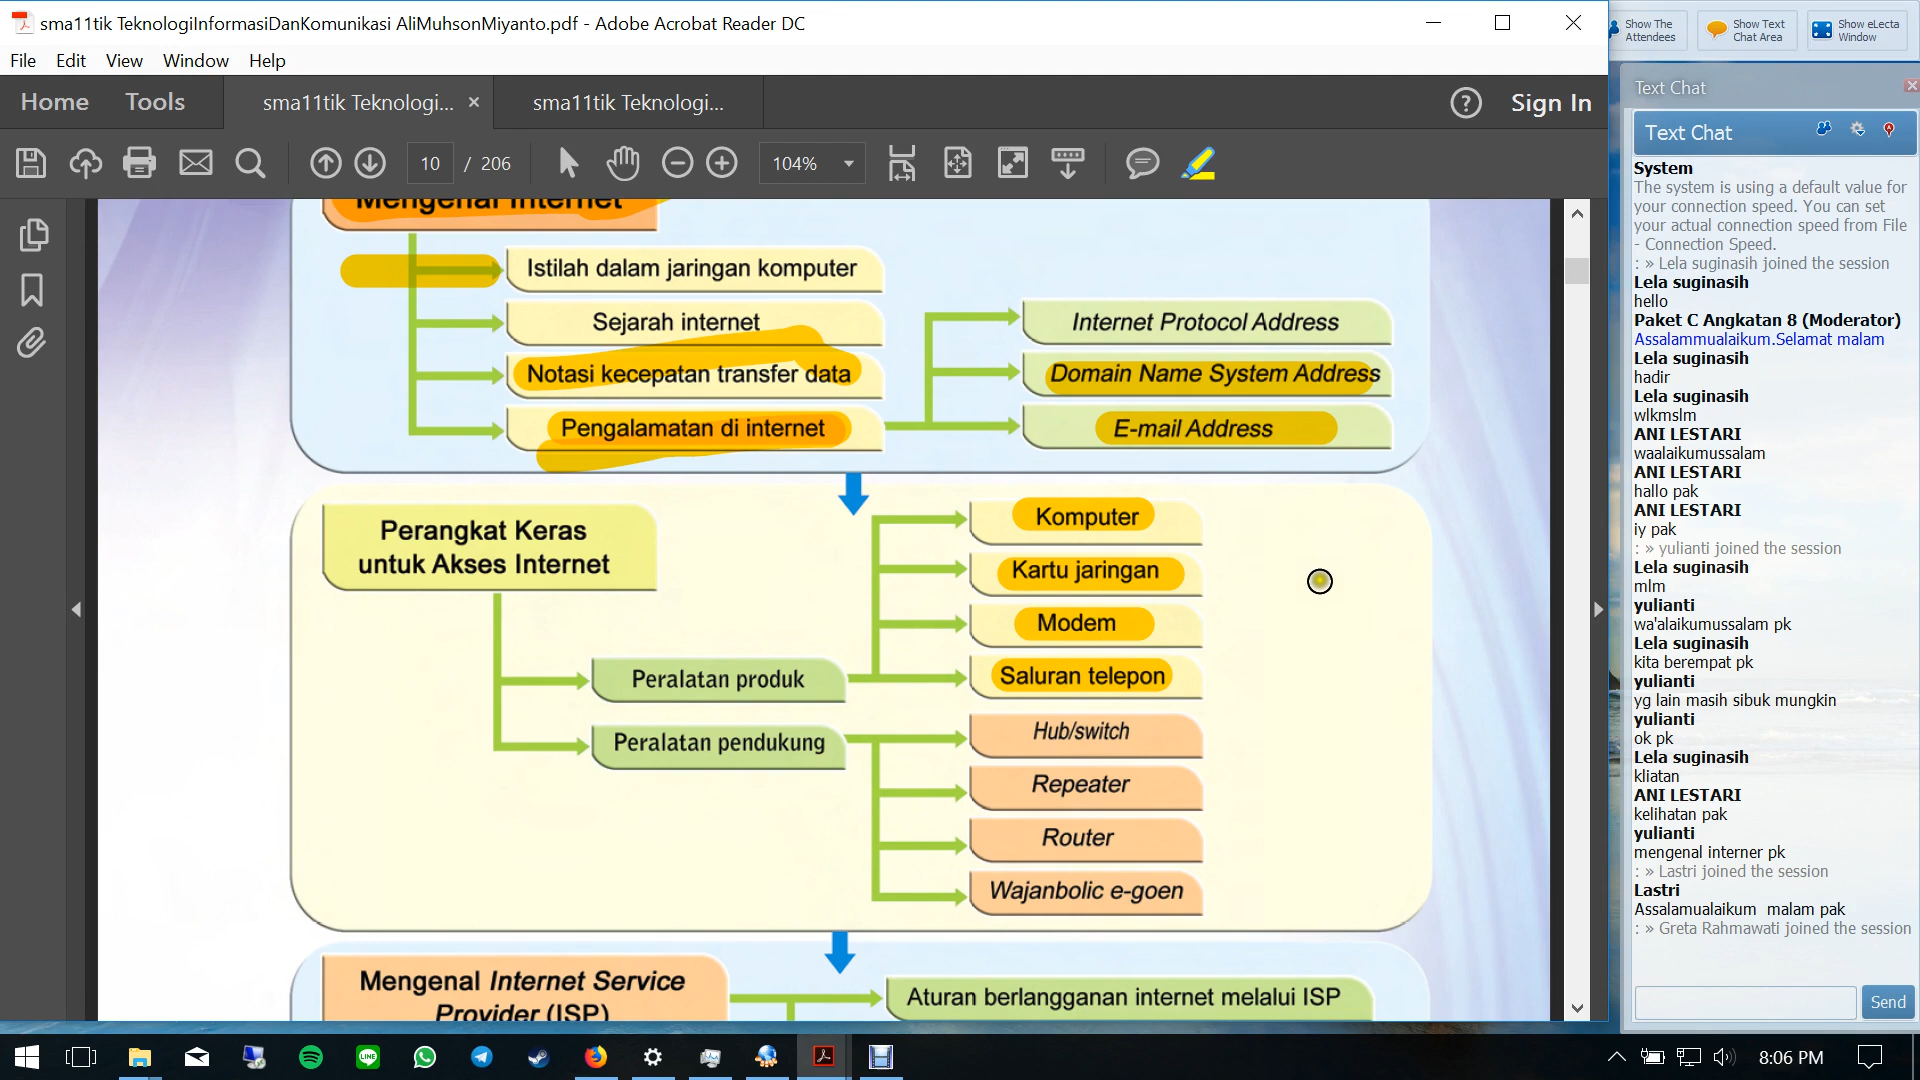 sma11tik TeknologiInformasiDanKomunikasi AliMuhsonMiyanto.pdf - Adobe Acrobat Reader DC
File Edit View Window Help
Home Tools sma11tik Teknologi... × sma11tik Teknologi... ? Sign In
10 / 206 104%
Mengenal Internet
Istilah dalam jaringan komputer
Sejarah internet
Notasi kecepatan transfer data
Pengalamatan di internet
Internet Protocol Address
Domain Name System Address
E-mail Address
Perangkat Keras
untuk Akses Internet
Peralatan produk
Peralatan pendukung
Komputer
Kartu jaringan
Modem
Saluran telepon
Hub/switch
Repeater
Router
Wajanbolic e-goen
Mengenal Internet Service
Provider (ISP)
Aturan berlangganan internet melalui ISP
Show The
Attendees
Show Text
Chat Area
Show eLecta
Window
Text Chat
Text Chat
System
The system is using a default value for
your connection speed. You can set
your actual connection speed from File
- Connection Speed.
: » Lela suginasih joined the session
Lela suginasih
hello
Paket C Angkatan 8 (Moderator)
Assalammualaikum.Selamat malam
Lela suginasih
hadir
Lela suginasih
wlkmslm
ANI LESTARI
waalaikumussalam
ANI LESTARI
hallo pak
ANI LESTARI
iy pak
: » yulianti joined the session
Lela suginasih
mlm
yulianti
wa'alaikumussalam pk
Lela suginasih
kita berempat pk
yulianti
yg lain masih sibuk mungkin
yulianti
ok pk
Lela suginasih
kliatan
ANI LESTARI
kelihatan pak
yulianti
mengenal interner pk
: » Lastri joined the session
Lastri
Assalamualaikum  malam pak
: » Greta Rahmawati joined the session
Send
LINE
8:06 PM